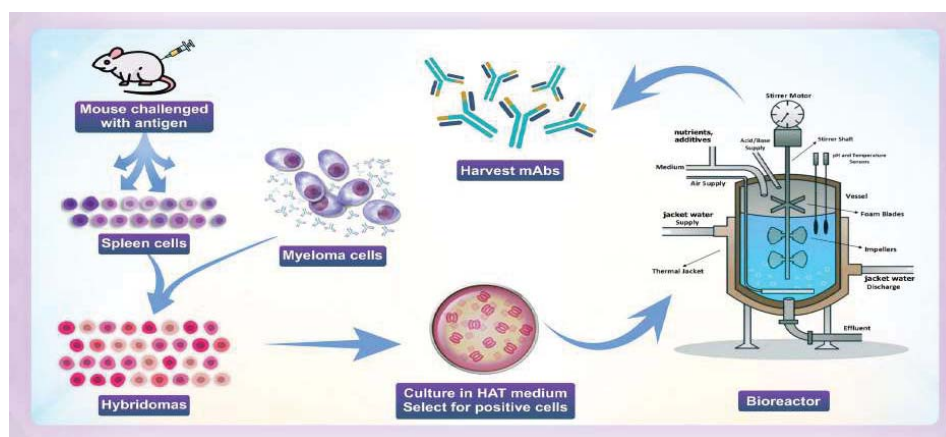 Mouse challenged
with antigen
Spleen cells
Myeloma cells
Hybridomas
Culture in HAT medium
Select for positive cells
Harvest mAbs
Stirrer Motor
nutrients,
additives
Acid/Base
Supply
Stirrer Shaft
pH and Temperature
Sensors
Medium
Air Supply
Vessel
Foam Blades
jacket water
Supply
Impellers
Thermal Jacket
jacket water
Discharge
Effluent
Bioreactor